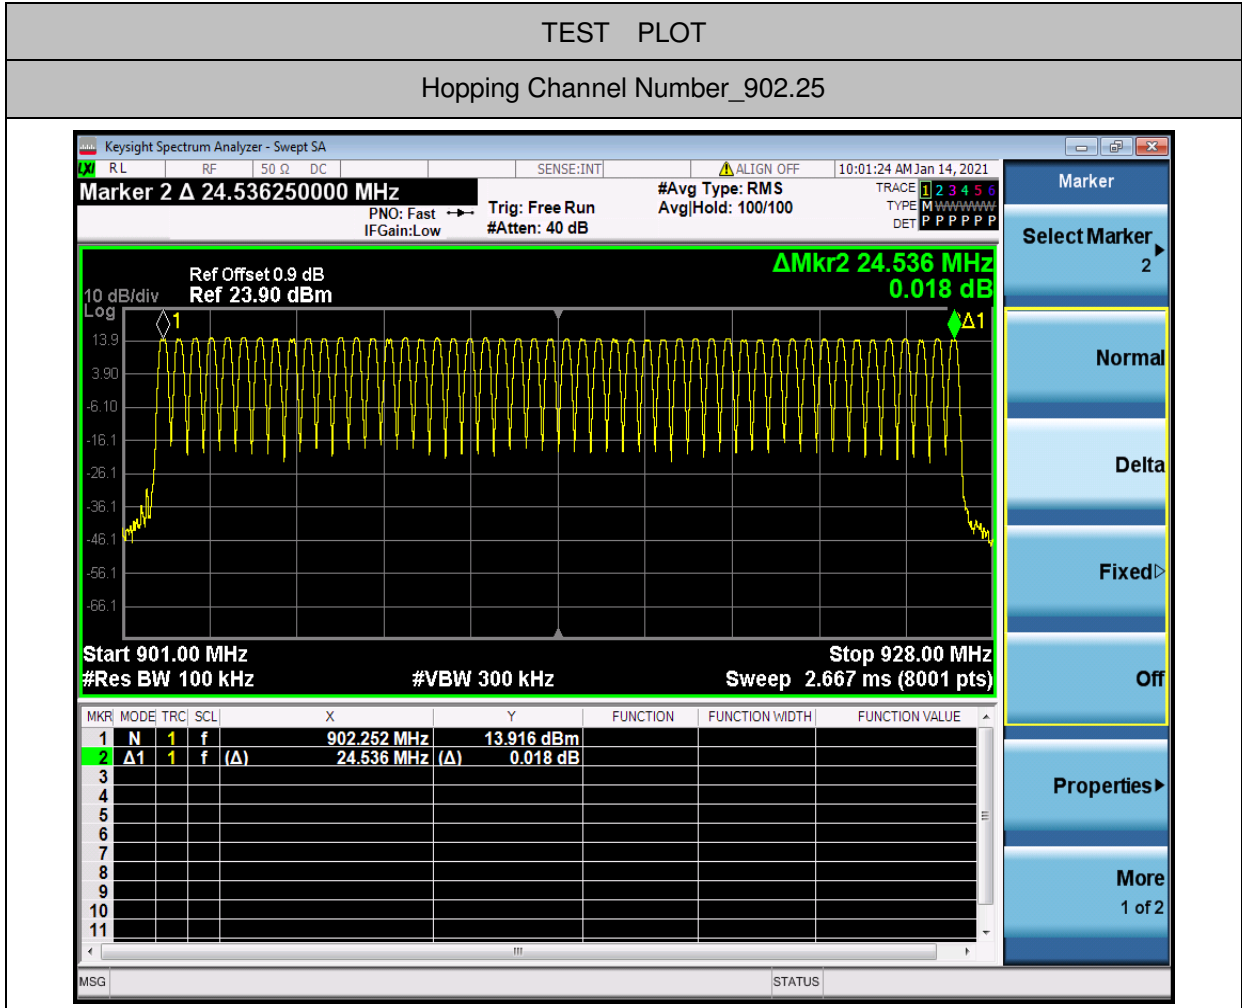 TEST PLOT
Hopping Channel Number_902.25
Keysight Spectrum Analyzer - Swept SA
LXI RL RF 50 Ω DC SENSE:INT ALIGN OFF 10:01:24 AM Jan 14, 2021
Marker 2 Δ 24.536250000 MHz
PNO: Fast
IFGain:Low
Trig: Free Run
#Atten: 40 dB
#Avg Type: RMS
Avg|Hold: 100/100
TRACE 1 2 3 4 5 6
TYPE M W W W W W
DET P P P P P P
ΔMkr2 24.536 MHz
0.018 dB
Ref Offset 0.9 dB
10 dB/div Ref 23.90 dBm
Log
1
Δ1
13.9
3.90
-6.10
-16.1
-26.1
-36.1
-46.1
-56.1
-66.1
Start 901.00 MHz Stop 928.00 MHz
#Res BW 100 kHz #VBW 300 kHz Sweep 2.667 ms (8001 pts)
MKR MODE TRC SCL X Y FUNCTION FUNCTION WIDTH FUNCTION VALUE
1 N 1 f 902.252 MHz 13.916 dBm
2 Δ1 1 f (Δ) 24.536 MHz (Δ) 0.018 dB
3
4
5
6
7
8
9
10
11
MSG STATUS
Marker
Select Marker
2
Normal
Delta
Fixed
Off
Properties
More
1 of 2